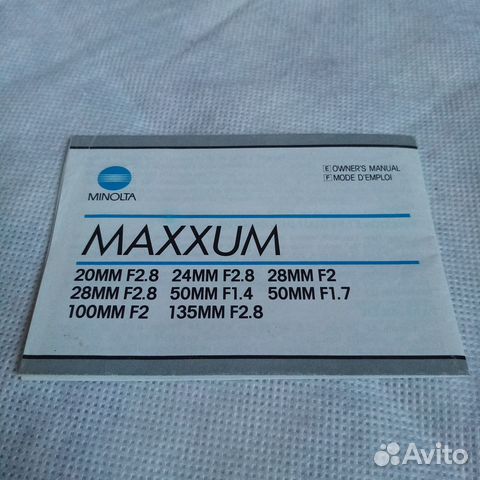 MINOLTA
E OWNER'S MANUAL
F MODE D'EMPLOI
MAXXUM
20MM F2.8 24MM F2.8 28MM F2
28MM F2.8 50MM F1.4 50MM F1.7
100MM F2 135MM F2.8
Avito